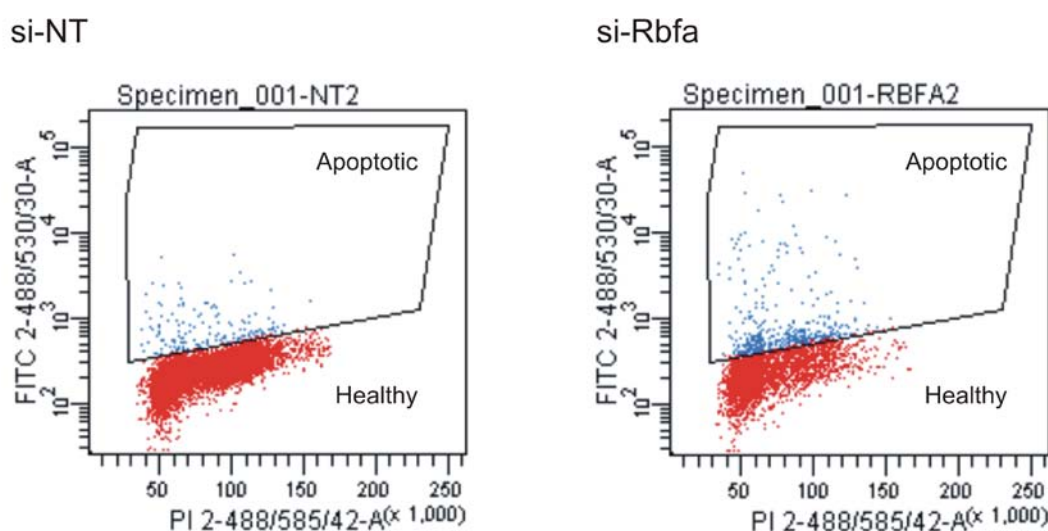 si-NT
Specimen_001-NT2
FITC 2-488/530/30-A
10^5
10^4
10^3
10^2
Apoptotic
Healthy
50 100 150 200 250
PI 2-488/585/42-A (x 1,000)
si-Rbfa
Specimen_001-RBFA2
FITC 2-488/530/30-A
10^5
10^4
10^3
10^2
Apoptotic
Healthy
50 100 150 200 250
PI 2-488/585/42-A (x 1,000)